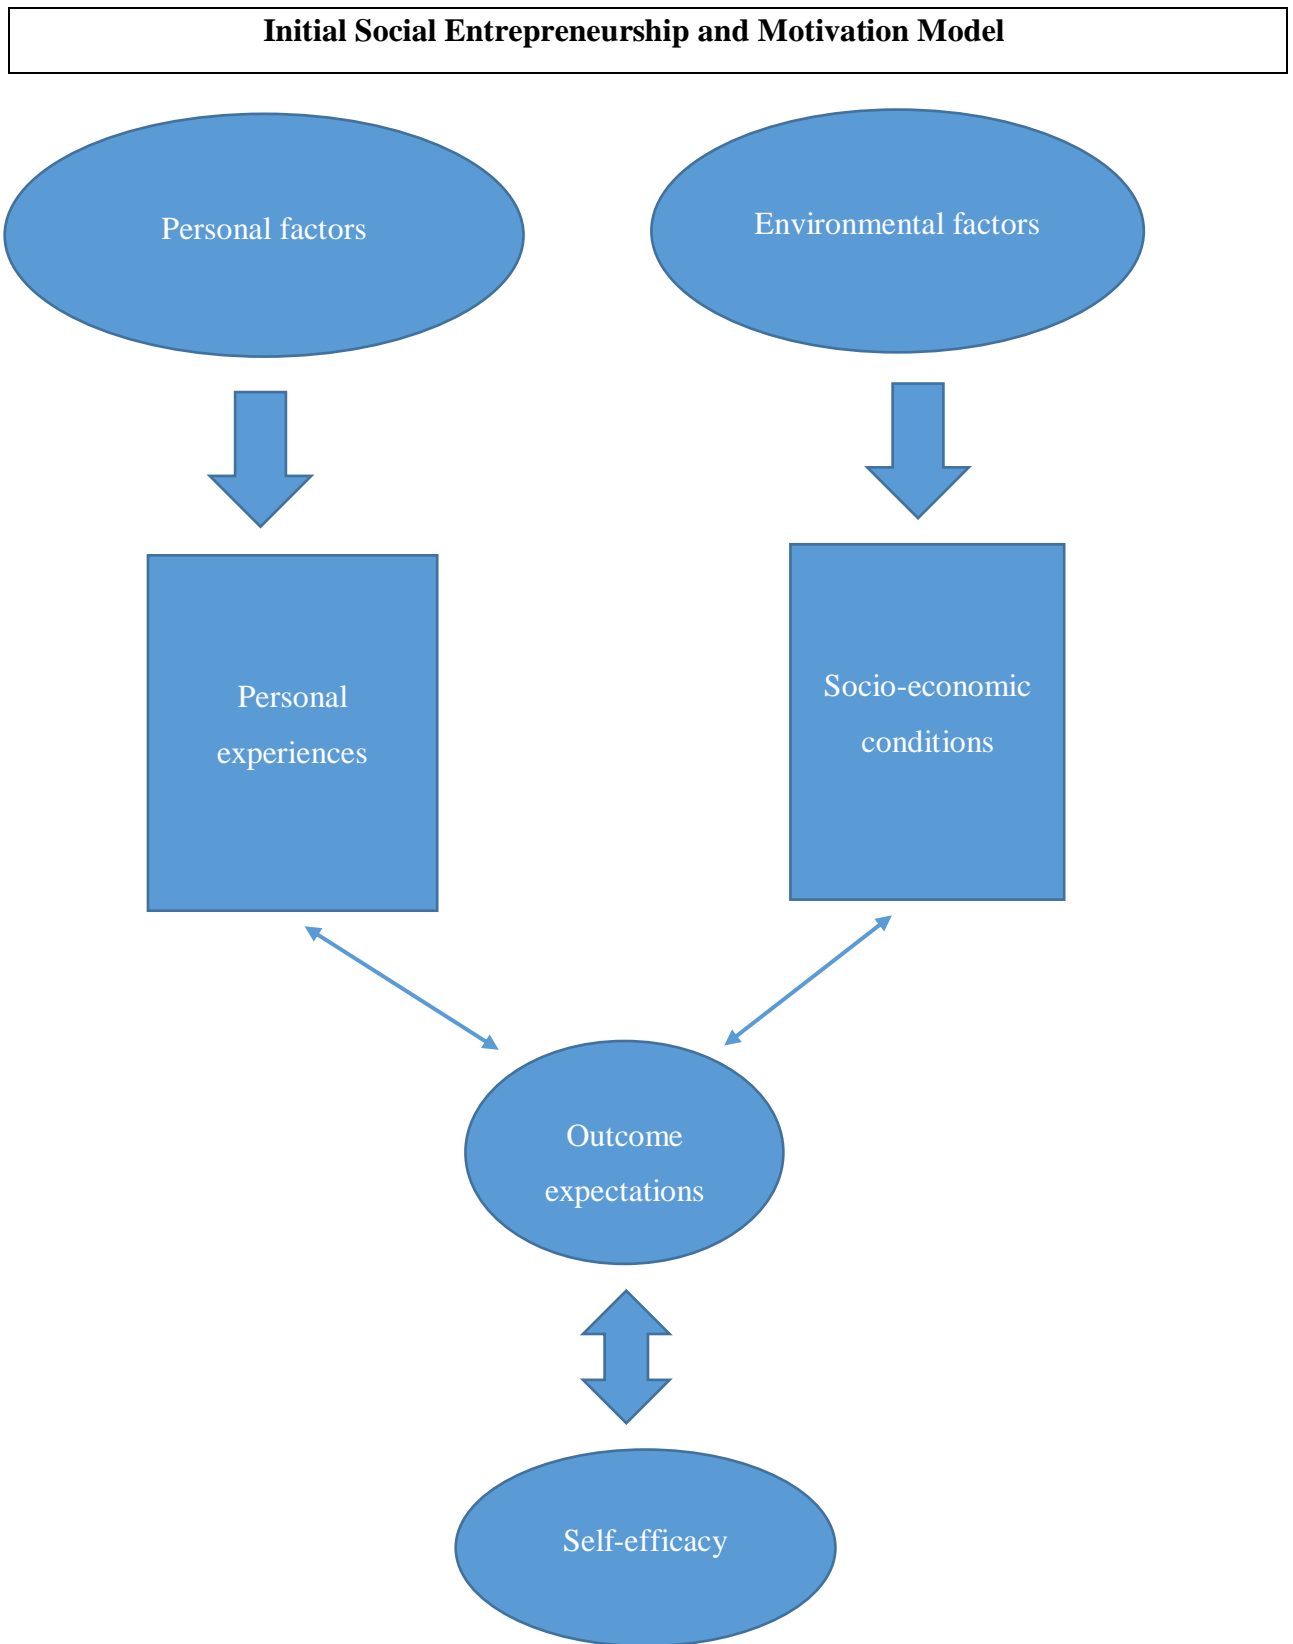 Initial Social Entrepreneurship and Motivation Model
Personal factors
Environmental factors
Personal
experiences
Socio-economic
conditions
Outcome
expectations
Self-efficacy